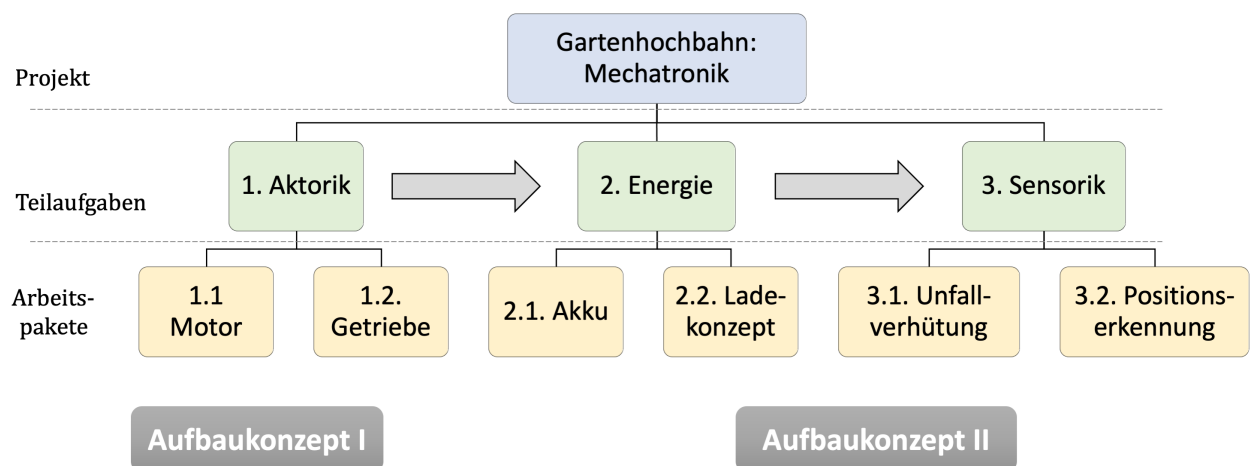 Gartenhochbahn:
Mechatronik
Projekt
1. Aktorik
2. Energie
3. Sensorik
Teilaufgaben
Arbeits-
pakete
1.1
Motor
1.2.
Getriebe
2.1. Akku
2.2. Lade-
konzept
3.1. Unfall-
verhütung
3.2. Positions-
erkennung
Aufbaukonzept I
Aufbaukonzept II